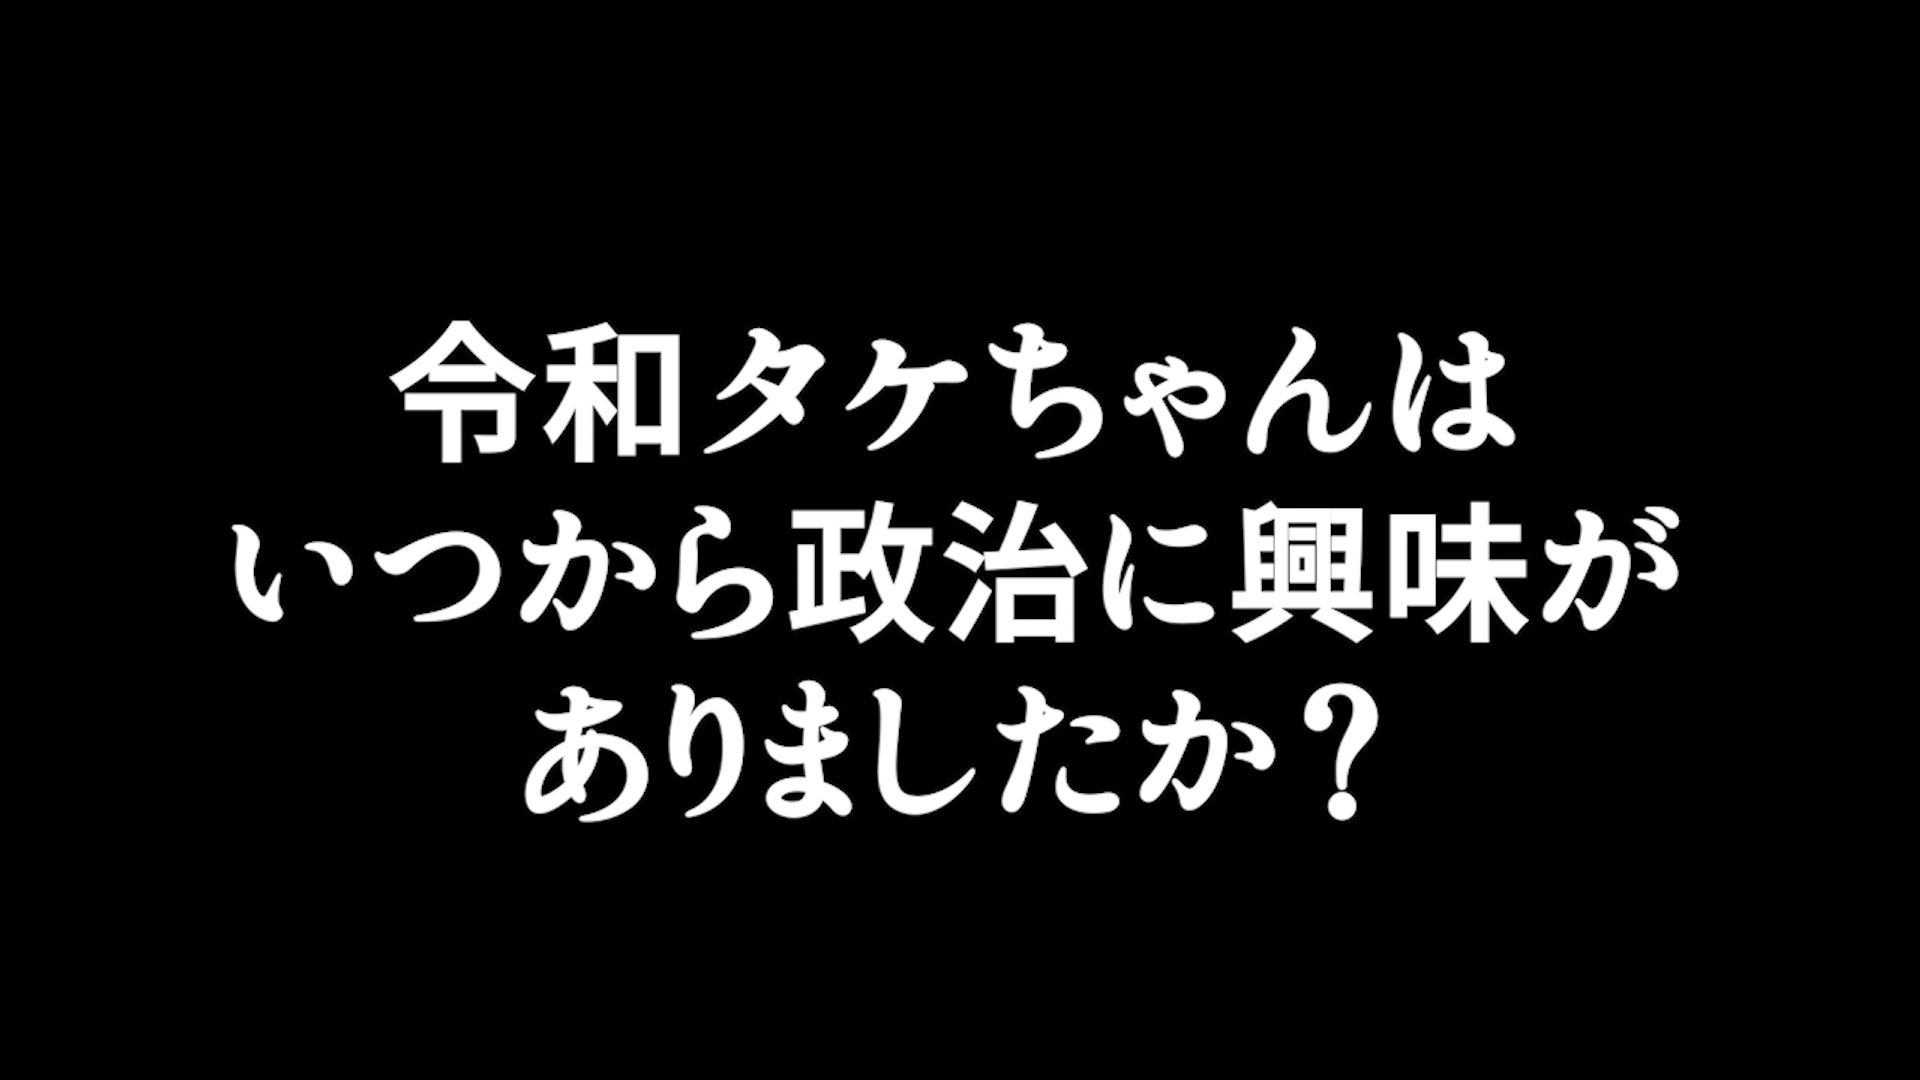 令和タケちゃんは
いつから政治に興味が
ありましたか？